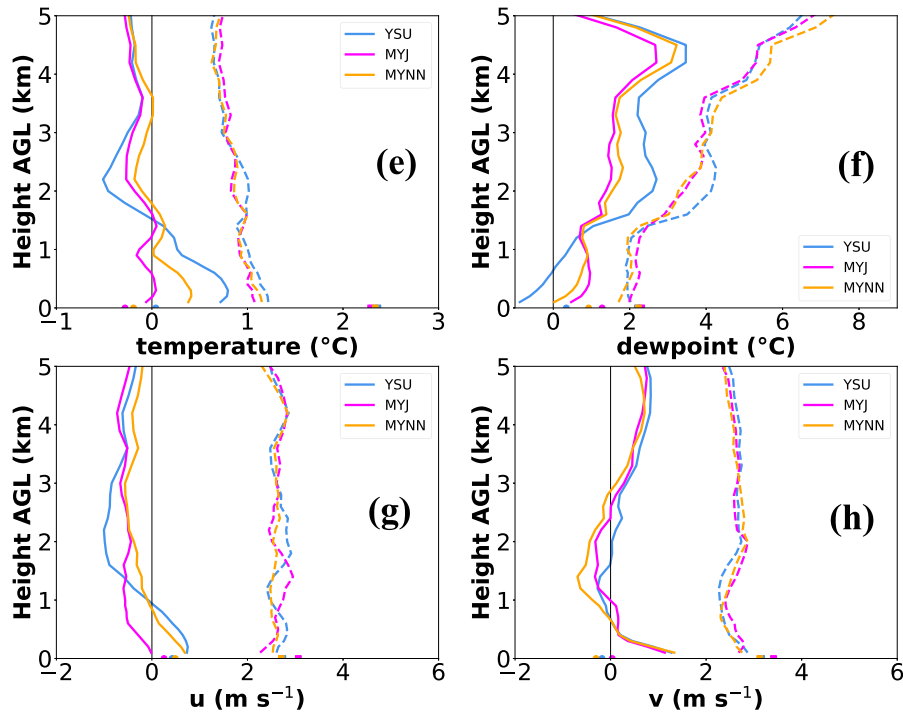 5
4
3
2
1
0
Height AGL (km)
YSU
MYJ
MYNN
(e)
−1
0
1
2
3
temperature (°C)
5
4
3
2
1
0
Height AGL (km)
(f)
YSU
MYJ
MYNN
0
2
4
6
8
dewpoint (°C)
5
4
3
2
1
0
Height AGL (km)
YSU
MYJ
MYNN
(g)
−2
0
2
4
6
u (m s⁻¹)
5
4
3
2
1
0
Height AGL (km)
YSU
MYJ
MYNN
(h)
−2
0
2
4
6
v (m s⁻¹)